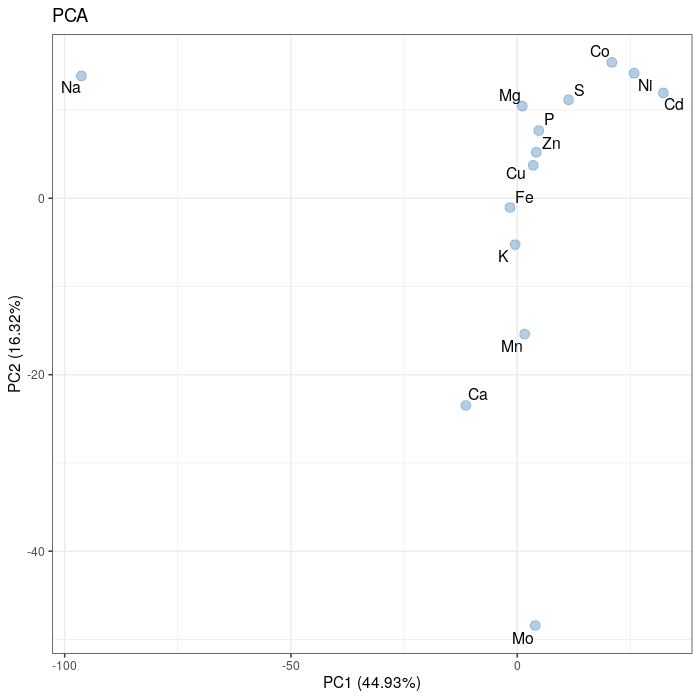 PCA
Co
Ni
Cd
S
Na
Mg
P
Zn
Cu
Fe
K
Mn
Ca
Mo
0
-20
-40
PC2 (16.32%)
-100
-50
0
PC1 (44.93%)